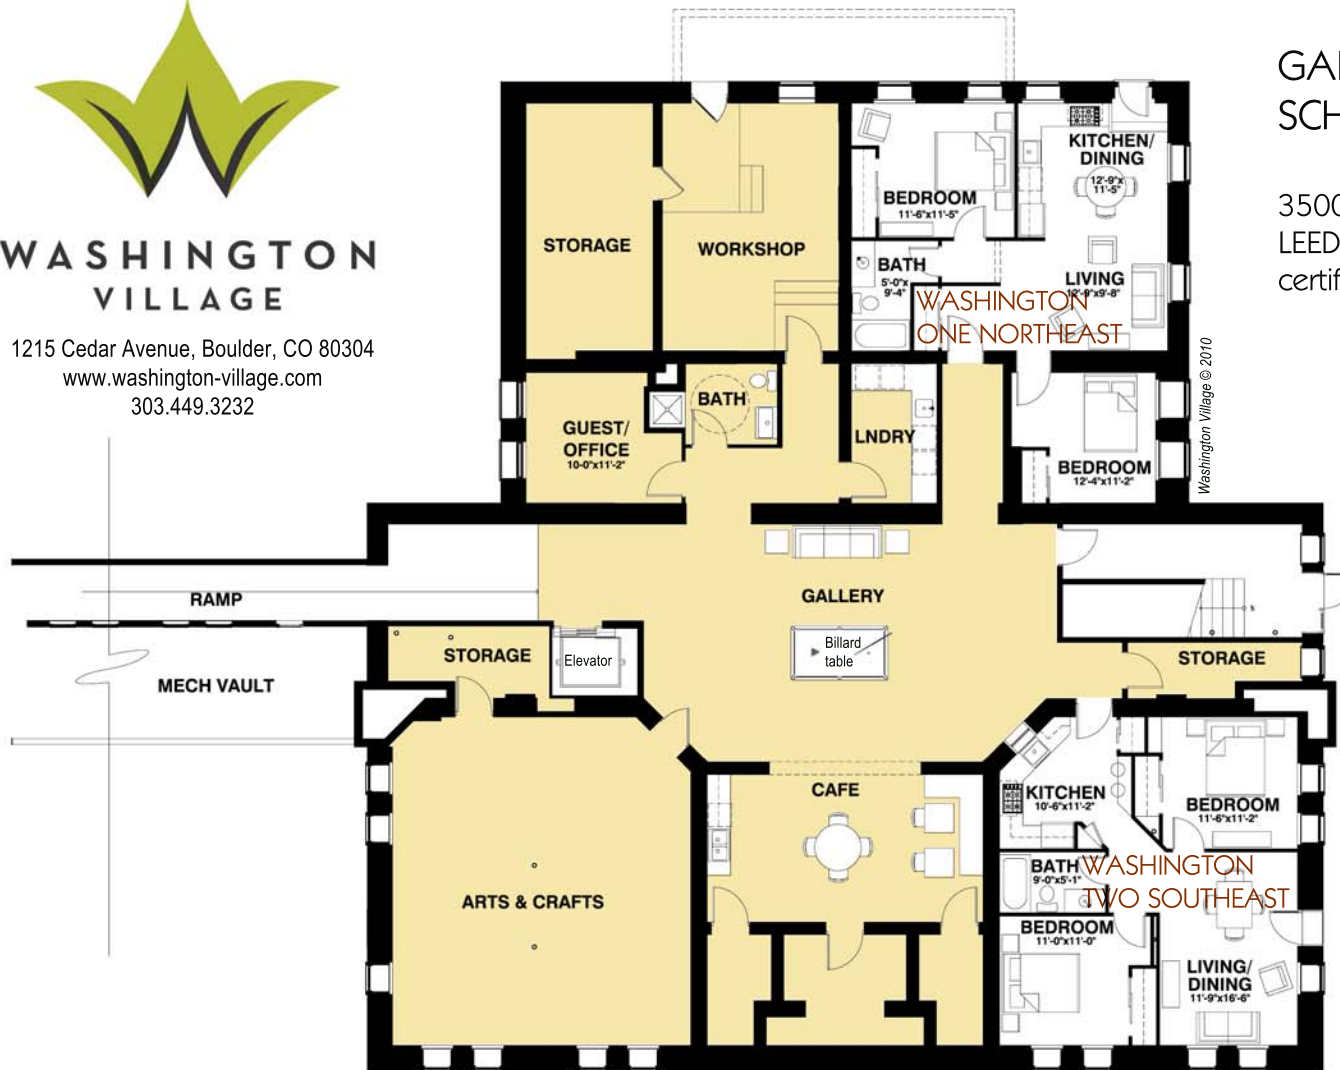 WASHINGTON
VILLAGE
1215 Cedar Avenue, Boulder, CO 80304
www.washington-village.com
303.449.3232
GA
SCH
3500
LEED
certif
STORAGE
WORKSHOP
BEDROOM
11'-6"x11'-5"
KITCHEN/
DINING
12'-9"x
11'-5"
BATH
5'-0"x
9'-4"
LIVING
12'-9"x9'-8"
WASHINGTON
ONE NORTHEAST
GUEST/
OFFICE
10-0"x11'-2"
BATH
LNDRY
BEDROOM
12'-4"x11'-2"
Washington Village © 2010
RAMP
GALLERY
Billard
table
STORAGE
Elevator
STORAGE
MECH VAULT
CAFE
KITCHEN
10'-6"x11'-2"
BEDROOM
11'-6"x11'-2"
BATH
9'-0"x5'-1"
WASHINGTON
TWO SOUTHEAST
ARTS & CRAFTS
BEDROOM
11'-0"x11'-0"
LIVING/
DINING
11'-9"x16'-6"